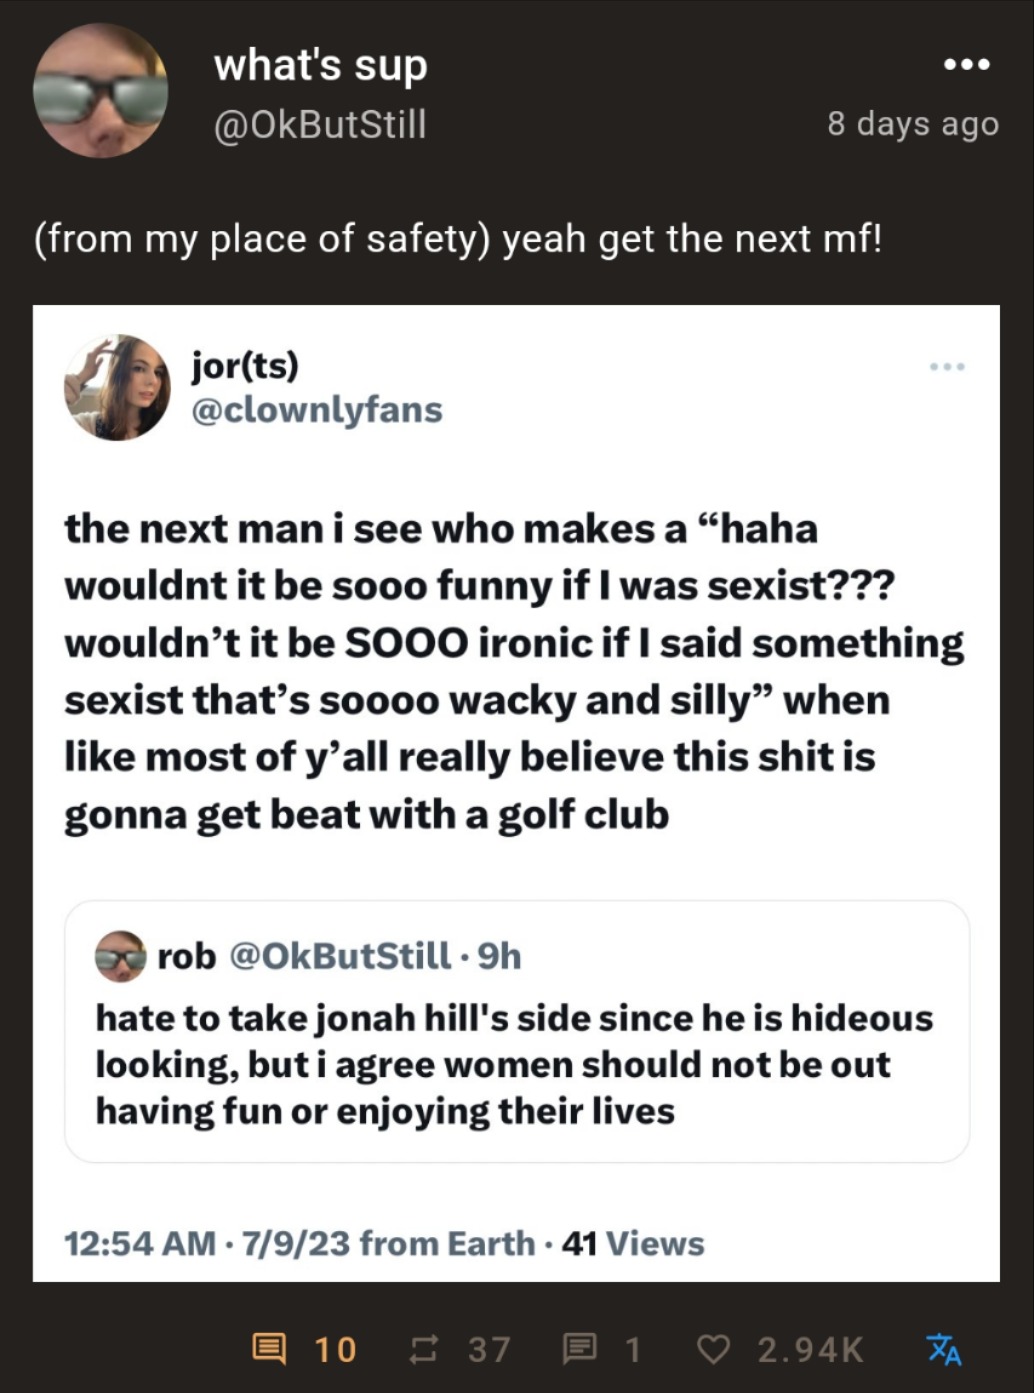 what's sup
@OkButStill
8 days ago
(from my place of safety) yeah get the next mf!
jor(ts)
@clownlyfans
the next man i see who makes a “haha
wouldnt it be sooo funny if I was sexist???
wouldn’t it be SOOO ironic if I said something
sexist that’s soooo wacky and silly” when
like most of y’all really believe this shit is
gonna get beat with a golf club
rob @OkButStill · 9h
hate to take jonah hill's side since he is hideous
looking, but i agree women should not be out
having fun or enjoying their lives
12:54 AM · 7/9/23 from Earth · 41 Views
10 37 1 2.94K